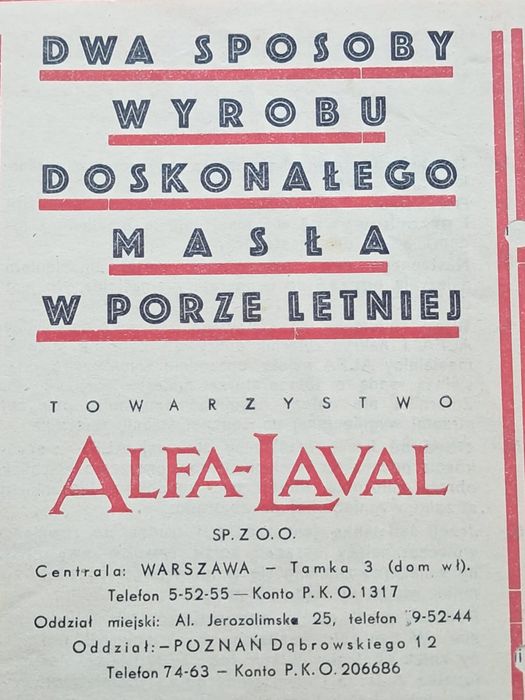 DWA SPOSOBY
WYROBU
DOSKONAŁEGO
MASŁA
W PORZE LETNIEJ
TOWARZYSTWO
ALFA-LAVAL
SP. Z O. O.
Centrala: WARSZAWA — Tamka 3 (dom wł).
Telefon 5-52-55 — Konto P. K. O. 1317
Oddział miejski: Al. Jerozolimska 25, telefon 9-52-44
Oddział: — POZNAŃ Dąbrowskiego 12
Telefon 74-63 — Konto P. K. O. 206686